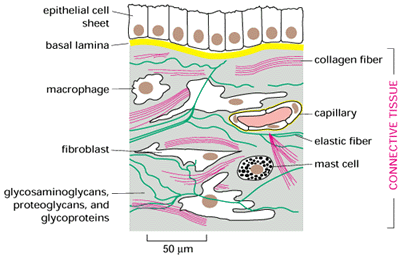 epithelial cell
sheet
basal lamina
collagen fiber
macrophage
capillary
elastic fiber
fibroblast
mast cell
glycosaminoglycans,
proteoglycans, and
glycoproteins
CONNECTIVE TISSUE
50 µm